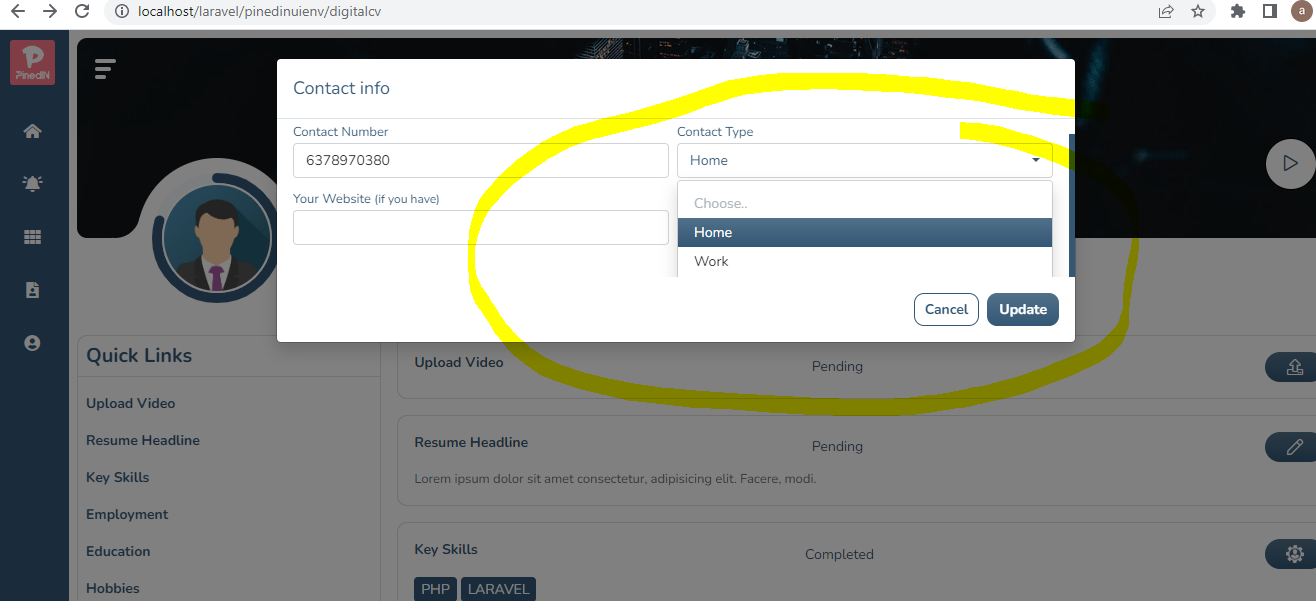 localhost/laravel/pinedinuienv/digitalcv
a
PinedIN
Contact info
Contact Number
Contact Type
6378970380
Home
Your Website (if you have)
Choose..
Home
Work
Cancel
Update
Quick Links
Upload Video
Resume Headline
Key Skills
Employment
Education
Hobbies
Upload Video
Pending
Resume Headline
Pending
Lorem ipsum dolor sit amet consectetur, adipisicing elit. Facere, modi.
Key Skills
Completed
PHP
LARAVEL